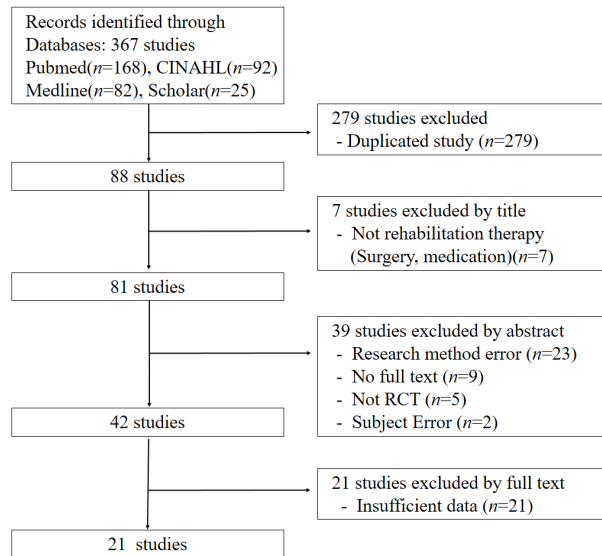 Records identified through
Databases: 367 studies
Pubmed(n=168), CINAHL(n=92)
Medline(n=82), Scholar(n=25)
279 studies excluded
- Duplicated study (n=279)
88 studies
7 studies excluded by title
- Not rehabilitation therapy
(Surgery, medication)(n=7)
81 studies
39 studies excluded by abstract
- Research method error (n=23)
- No full text (n=9)
- Not RCT (n=5)
- Subject Error (n=2)
42 studies
21 studies excluded by full text
- Insufficient data (n=21)
21 studies